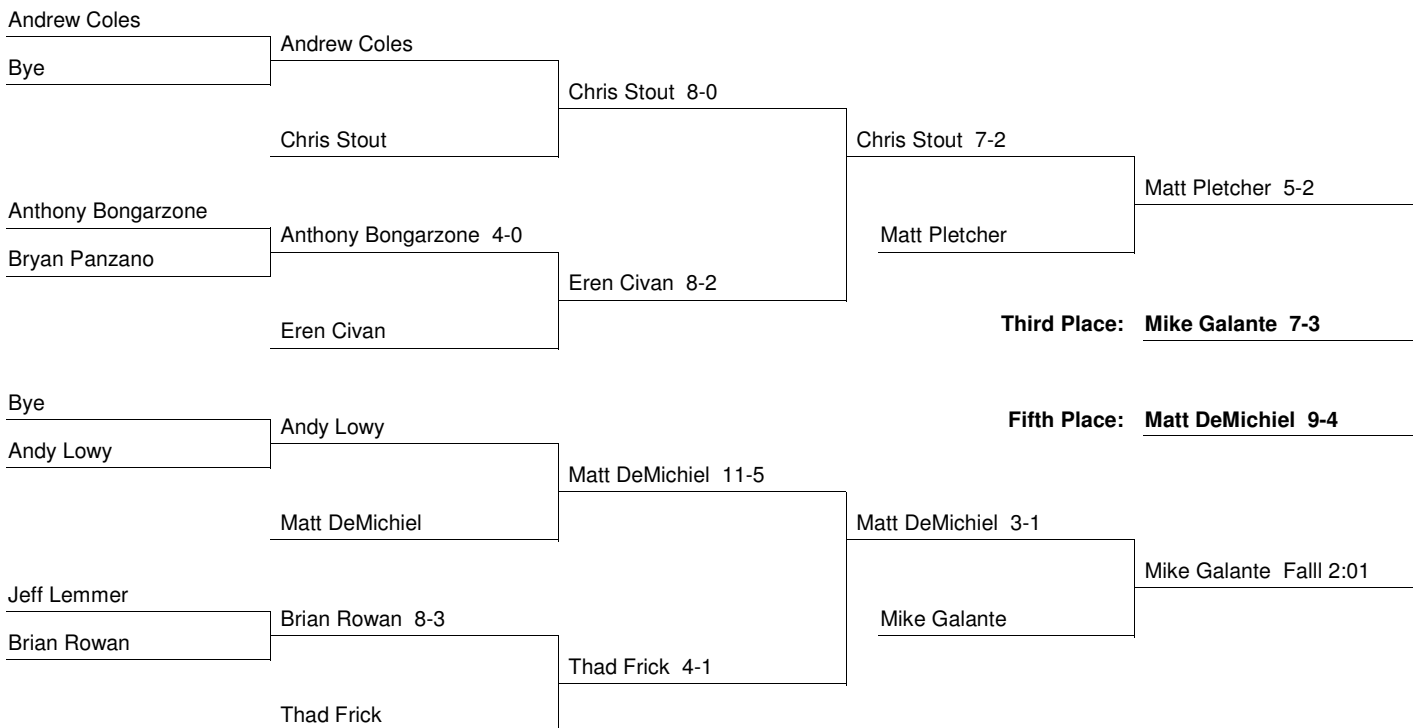 Andrew Coles
Andrew Coles
Bye
Chris Stout 8-0
Chris Stout
Chris Stout 7-2
Matt Pletcher 5-2
Anthony Bongarzone
Anthony Bongarzone 4-0
Matt Pletcher
Bryan Panzano
Eren Civan 8-2
Eren Civan
Third Place: Mike Galante 7-3
Bye
Andy Lowy
Fifth Place: Matt DeMichiel 9-4
Andy Lowy
Matt DeMichiel 11-5
Matt DeMichiel
Matt DeMichiel 3-1
Mike Galante Falll 2:01
Jeff Lemmer
Brian Rowan 8-3
Mike Galante
Brian Rowan
Thad Frick 4-1
Thad Frick